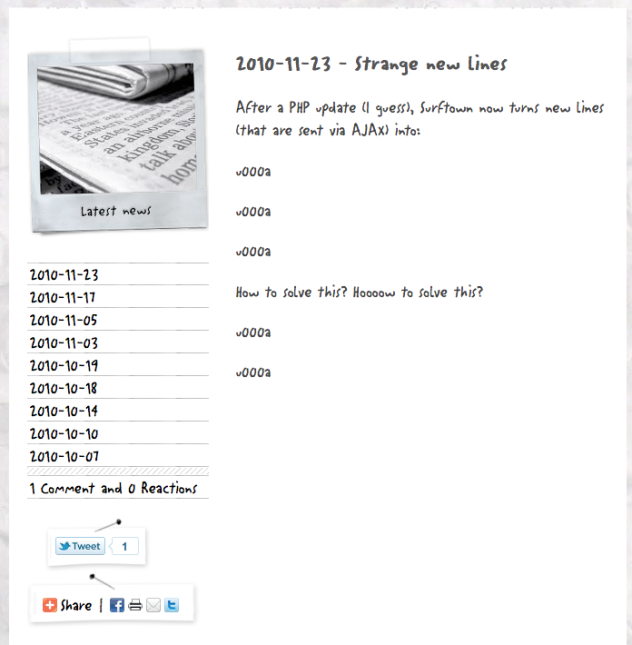 2010-11-23 - Strange new lines
After a PHP update (I guess), Surftown now turns new lines
(that are sent via AJAX) into:
u000a
u000a
u000a
How to solve this? Hoooow to solve this?
u000a
u000a
Latest news
2010-11-23
2010-11-17
2010-11-05
2010-11-03
2010-10-19
2010-10-18
2010-10-14
2010-10-10
2010-10-07
1 Comment and 0 Reactions
Tweet 1
Share |